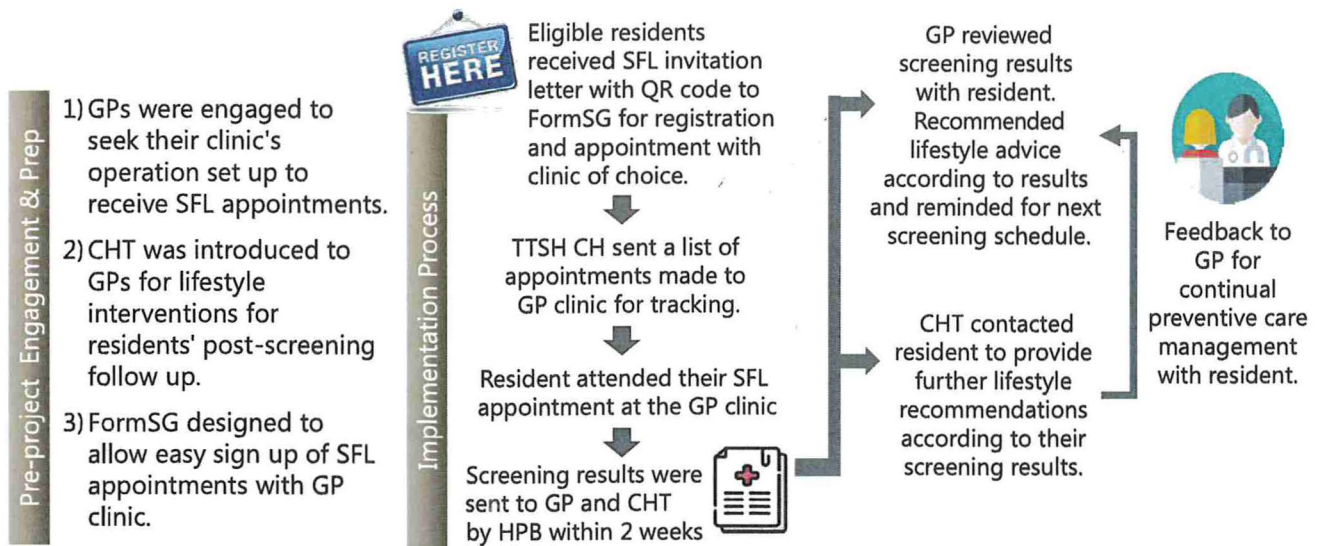 Pre-project Engagement & Prep
1) GPs were engaged to
seek their clinic's
operation set up to
receive SFL appointments.
2) CHT was introduced to
GPs for lifestyle
interventions for
residents' post-screening
follow up.
3) FormSG designed to
allow easy sign up of SFL
appointments with GP
clinic.
Implementation Process
REGISTER
HERE
Eligible residents
received SFL invitation
letter with QR code to
FormSG for registration
and appointment with
clinic of choice.
TTSH CH sent a list of
appointments made to
GP clinic for tracking.
Resident attended their SFL
appointment at the GP clinic
Screening results were
sent to GP and CHT
by HPB within 2 weeks
GP reviewed
screening results
with resident.
Recommended
lifestyle advice
according to results
and reminded for next
screening schedule.
CHT contacted
resident to provide
further lifestyle
recommendations
according to their
screening results.
Feedback to
GP for
continual
preventive care
management
with resident.